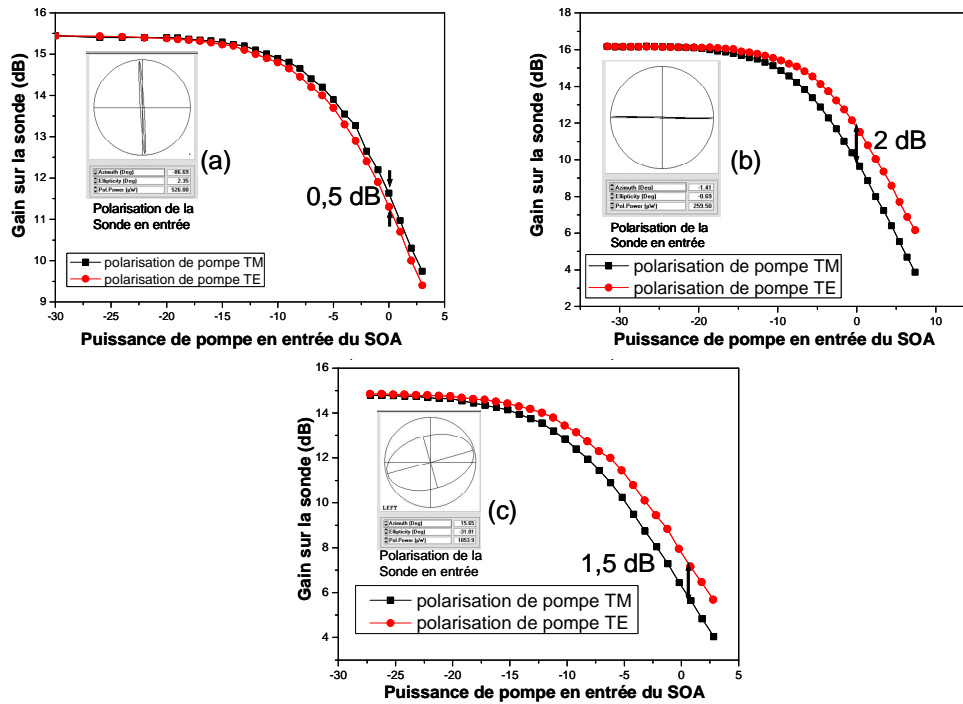 16
15
14
13
12
11
10
9
-30 -25 -20 -15 -10 -5 0 5
Gain sur la sonde (dB)
Azimuth (Deg) -86.69
Ellipticity (Deg) 2.35
Pol.Power (µW) 526.00
Polarisation de la
Sonde en entrée
(a)
0,5 dB
polarisation de pompe TM
polarisation de pompe TE
Puissance de pompe en entrée du SOA
18
16
14
12
10
8
6
4
2
-30 -20 -10 0 10
Gain sur la sonde (dB)
Azimuth (Deg) -1.41
Ellipticity (Deg) -0.69
Pol.Power (µW) 259.50
Polarisation de la
Sonde en entrée
(b)
2 dB
polarisation de pompe TM
polarisation de pompe TE
Puissance de pompe en entrée du SOA
16
14
12
10
8
6
4
-30 -25 -20 -15 -10 -5 0 5
Gain sur la sonde (dB)
LEFT
Azimuth (Deg) 15.65
Ellipticity (Deg) -31.01
Pol.Power (µW) 1053.9
Polarisation de la
Sonde en entrée
(c)
1,5 dB
polarisation de pompe TM
polarisation de pompe TE
Puissance de pompe en entrée du SOA